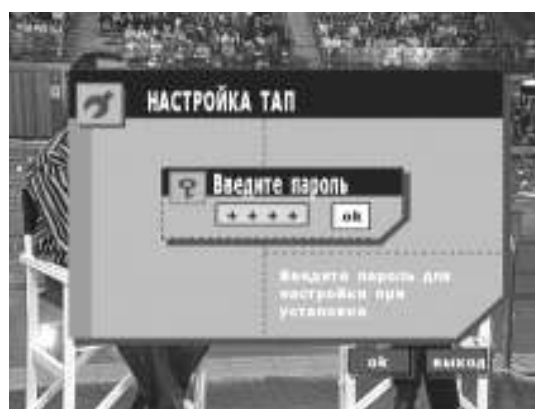 НАСТРОЙКА ТАП
Введите пароль
++++ ok
Введите пароль для
настройки при
установке
ok выход